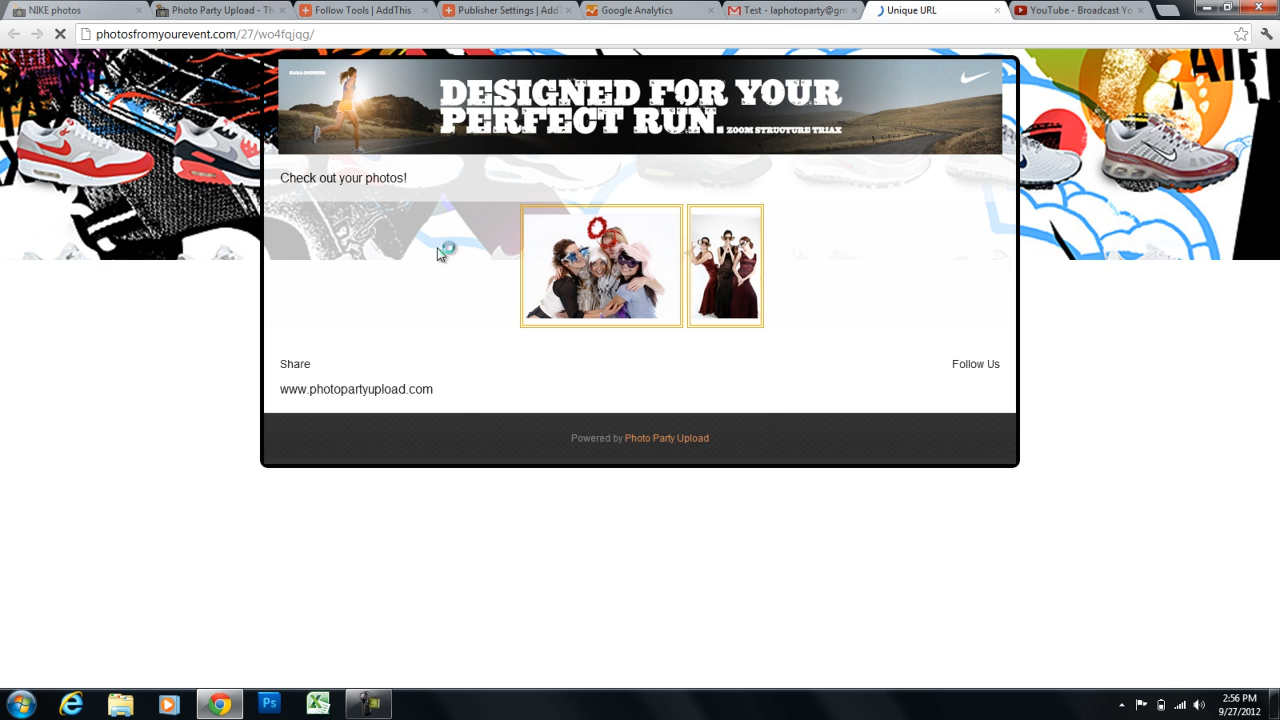 NIKE photos
Photo Party Upload - Th
Follow Tools | AddThis
Publisher Settings | Add
Google Analytics
Test - laphotoparty@gm
Unique URL
YouTube - Broadcast Yo
photosfromyourevent.com/27/wo4fqjqg/
DESIGNED FOR YOUR
PERFECT RUN. ZOOM STRUCTURE TRIAX
Check out your photos!
Share
Follow Us
www.photopartyupload.com
Powered by Photo Party Upload
Ps
2:56 PM
9/27/2012